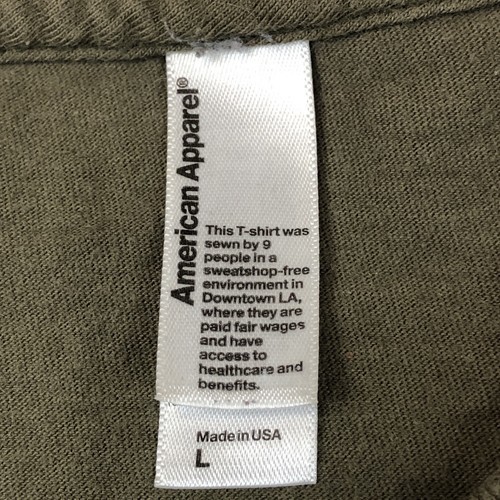 American Apparel®
This T-shirt was
sewn by 9
people in a
sweatshop-free
environment in
Downtown LA,
where they are
paid fair wages
and have
access to
healthcare and
benefits.
Made in USA
L